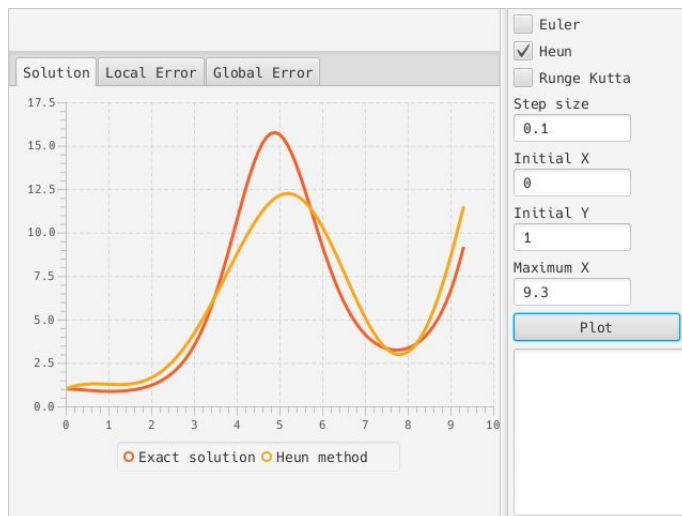 Solution Local Error Global Error
17.5
15.0
12.5
10.0
7.5
5.0
2.5
0.0
0 1 2 3 4 5 6 7 8 9 10
Exact solution Heun method
Euler
Heun
Runge Kutta
Step size
0.1
Initial X
0
Initial Y
1
Maximum X
9.3
Plot